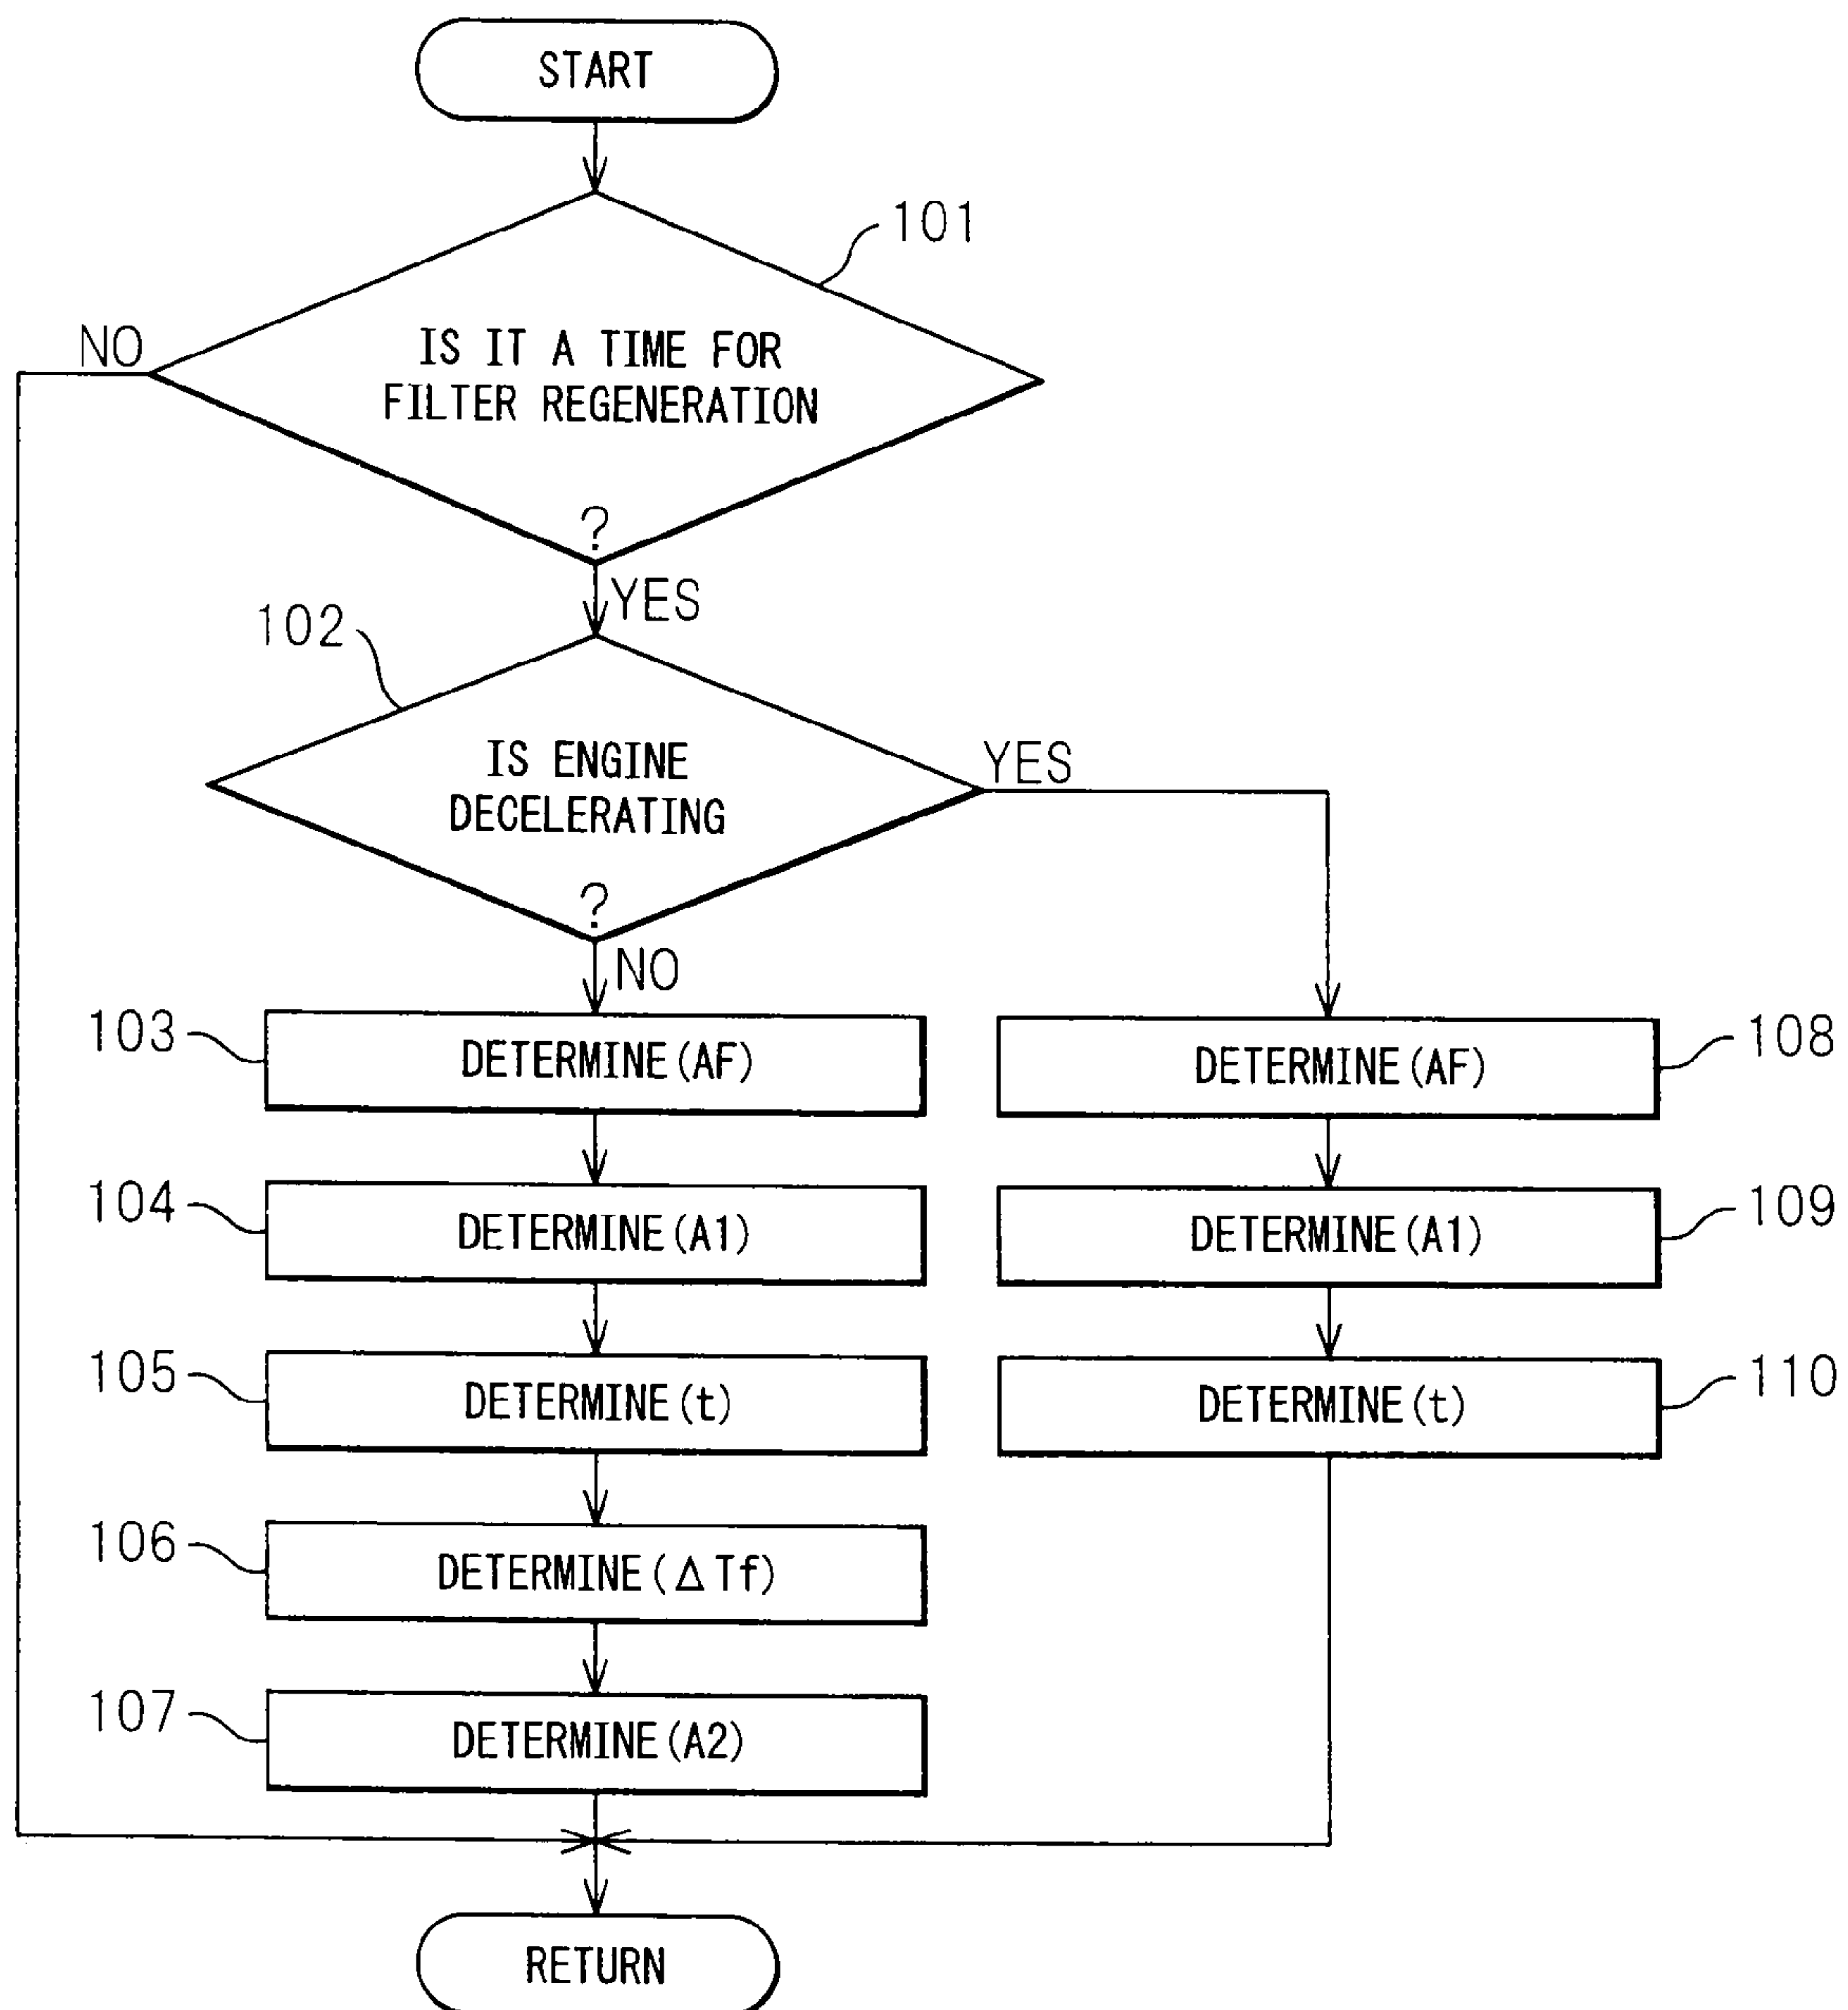 START
101
NO
IS IT A TIME FOR
FILTER REGENERATION
?
YES
102
IS ENGINE
DECELERATING
?
YES
NO
103
DETERMINE(AF)
108
DETERMINE(AF)
104
DETERMINE(A1)
109
DETERMINE(A1)
105
DETERMINE(t)
110
DETERMINE(t)
106
DETERMINE(ΔTf)
107
DETERMINE(A2)
RETURN